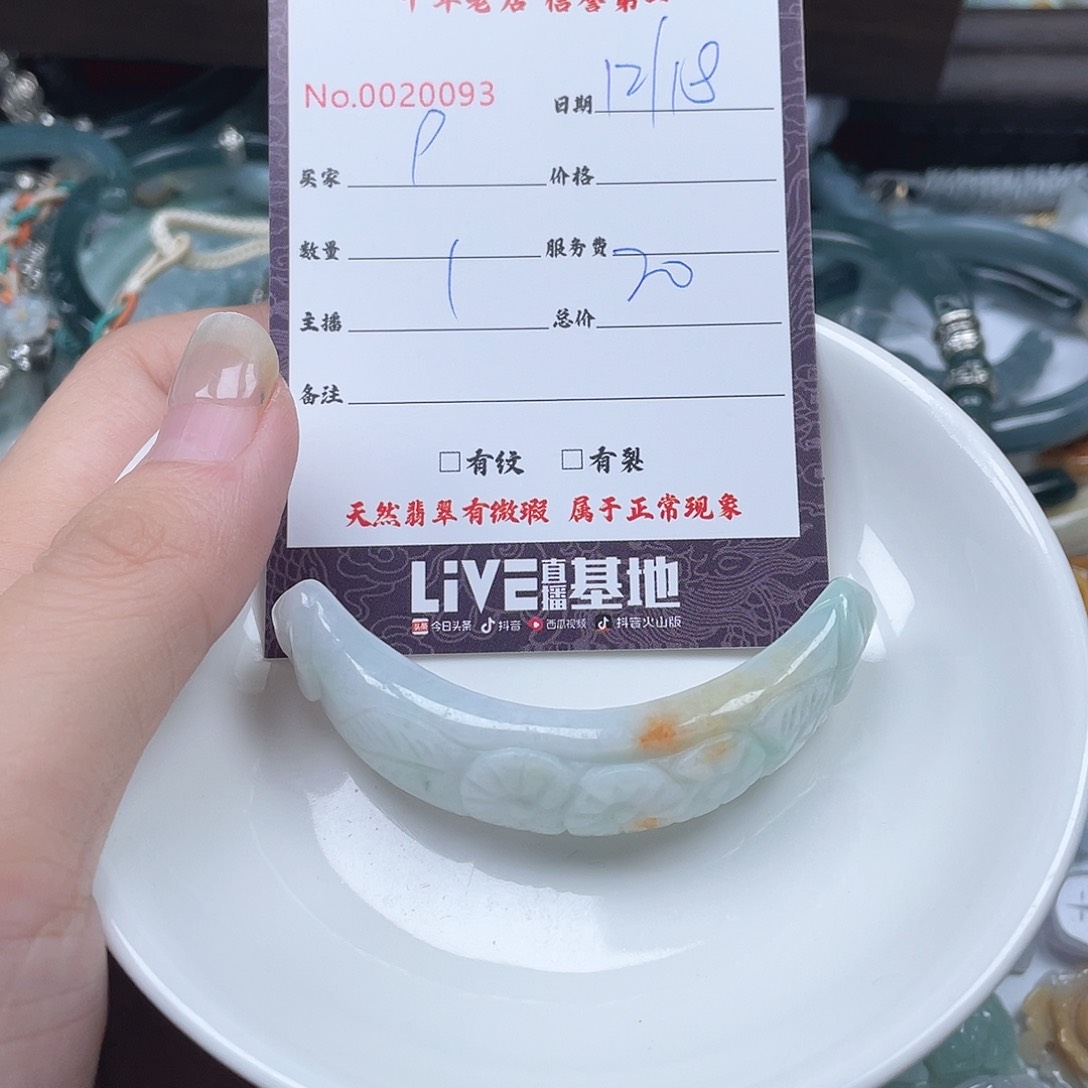 No.0020093 日期 12/18
买家 P 价格
数量 1 服务费 20
主播 总价
备注
□有纹 □有裂
天然翡翠有微瑕 属于正常现象
LiVE直播基地
头条 今日头条 抖音 西瓜视频 抖音火山版